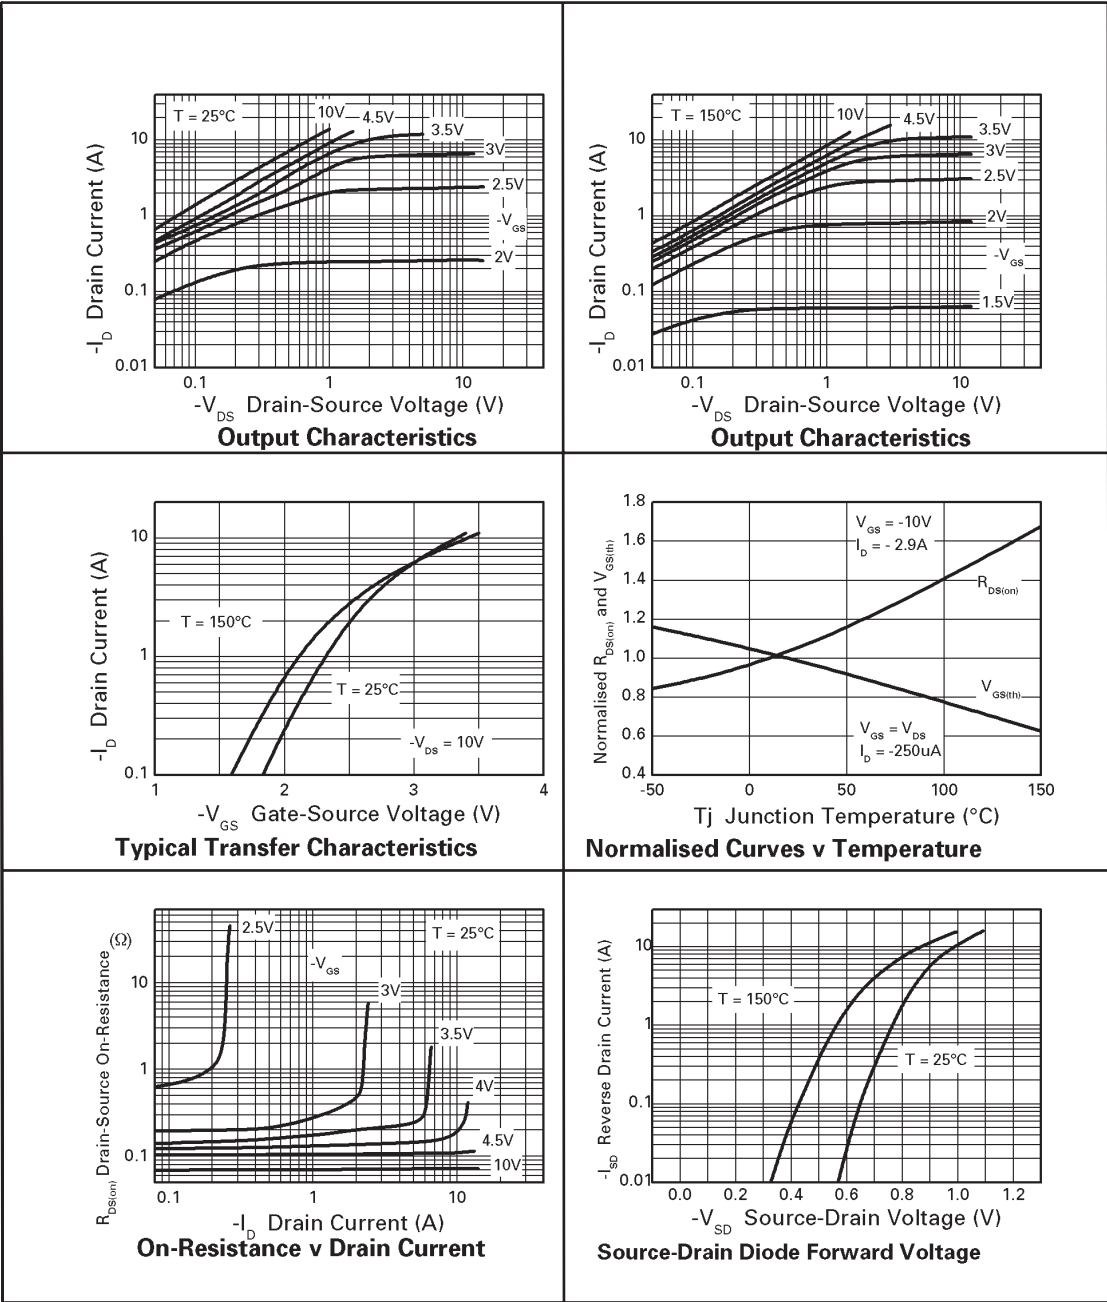 T = 25°C
10V
4.5V
3.5V
3V
2.5V
-VGS
2V
10
1
0.1
0.01
0.1
1
10
-ID Drain Current (A)
-VDS Drain-Source Voltage (V)
Output Characteristics
T = 150°C
10V
4.5V
3.5V
3V
2.5V
2V
-VGS
1.5V
10
1
0.1
0.01
0.1
1
10
-ID Drain Current (A)
-VDS Drain-Source Voltage (V)
Output Characteristics
10
1
0.1
T = 150°C
T = 25°C
-VDS = 10V
1
2
3
4
-ID Drain Current (A)
-VGS Gate-Source Voltage (V)
Typical Transfer Characteristics
1.8
1.6
1.4
1.2
1.0
0.8
0.6
0.4
VGS = -10V
ID = - 2.9A
RDS(on)
VGS(th)
VGS = VDS
ID = -250uA
-50
0
50
100
150
Normalised RDS(on) and VGS(th)
Tj Junction Temperature (°C)
Normalised Curves v Temperature
2.5V
T = 25°C
-VGS
3V
3.5V
4V
4.5V
10V
10
1
0.1
0.1
1
10
RDS(on) Drain-Source On-Resistance (Ω)
-ID Drain Current (A)
On-Resistance v Drain Current
10
1
0.1
0.01
T = 150°C
T = 25°C
0.0
0.2
0.4
0.6
0.8
1.0
1.2
-ISD Reverse Drain Current (A)
-VSD Source-Drain Voltage (V)
Source-Drain Diode Forward Voltage